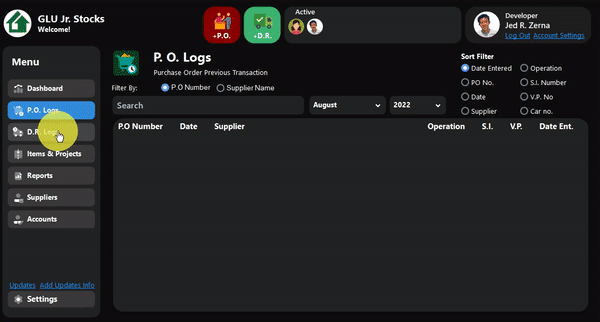 GLU Jr. Stocks
Welcome!
+P.O.
+D.R.
Active
Developer
Jed R. Zerna
Log Out Account Settings
Menu
Dashboard
P.O. Logs
D.R. Logs
Items & Projects
Reports
Suppliers
Accounts
Updates Add Updates Info
Settings
P. O. Logs
Purchase Order Previous Transaction
Filter By: P.O Number Supplier Name
Sort Filter
Date Entered Operation
PO No. S.I. Number
Date V.P. No
Supplier Car no.
Search August 2022
P.O Number Date Supplier Operation S.I. V.P. Date Ent.